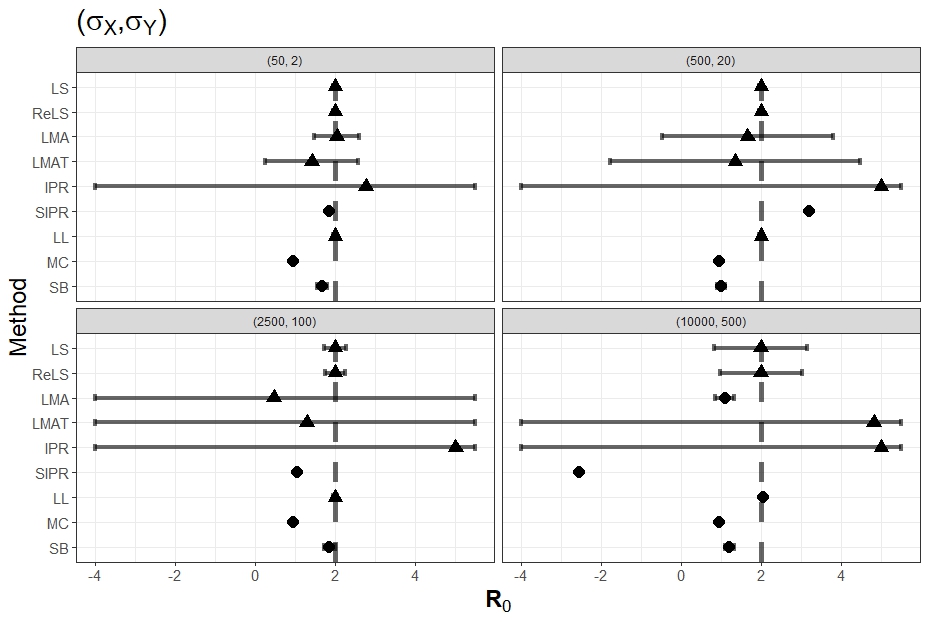 (σX,σY)
(50, 2) (500, 20)
LS
ReLS
LMA
LMAT
IPR
SIPR
LL
MC
SB
Method
(2500, 100) (10000, 500)
LS
ReLS
LMA
LMAT
IPR
SIPR
LL
MC
SB
-4 -2 0 2 4 -4 -2 0 2 4
R0